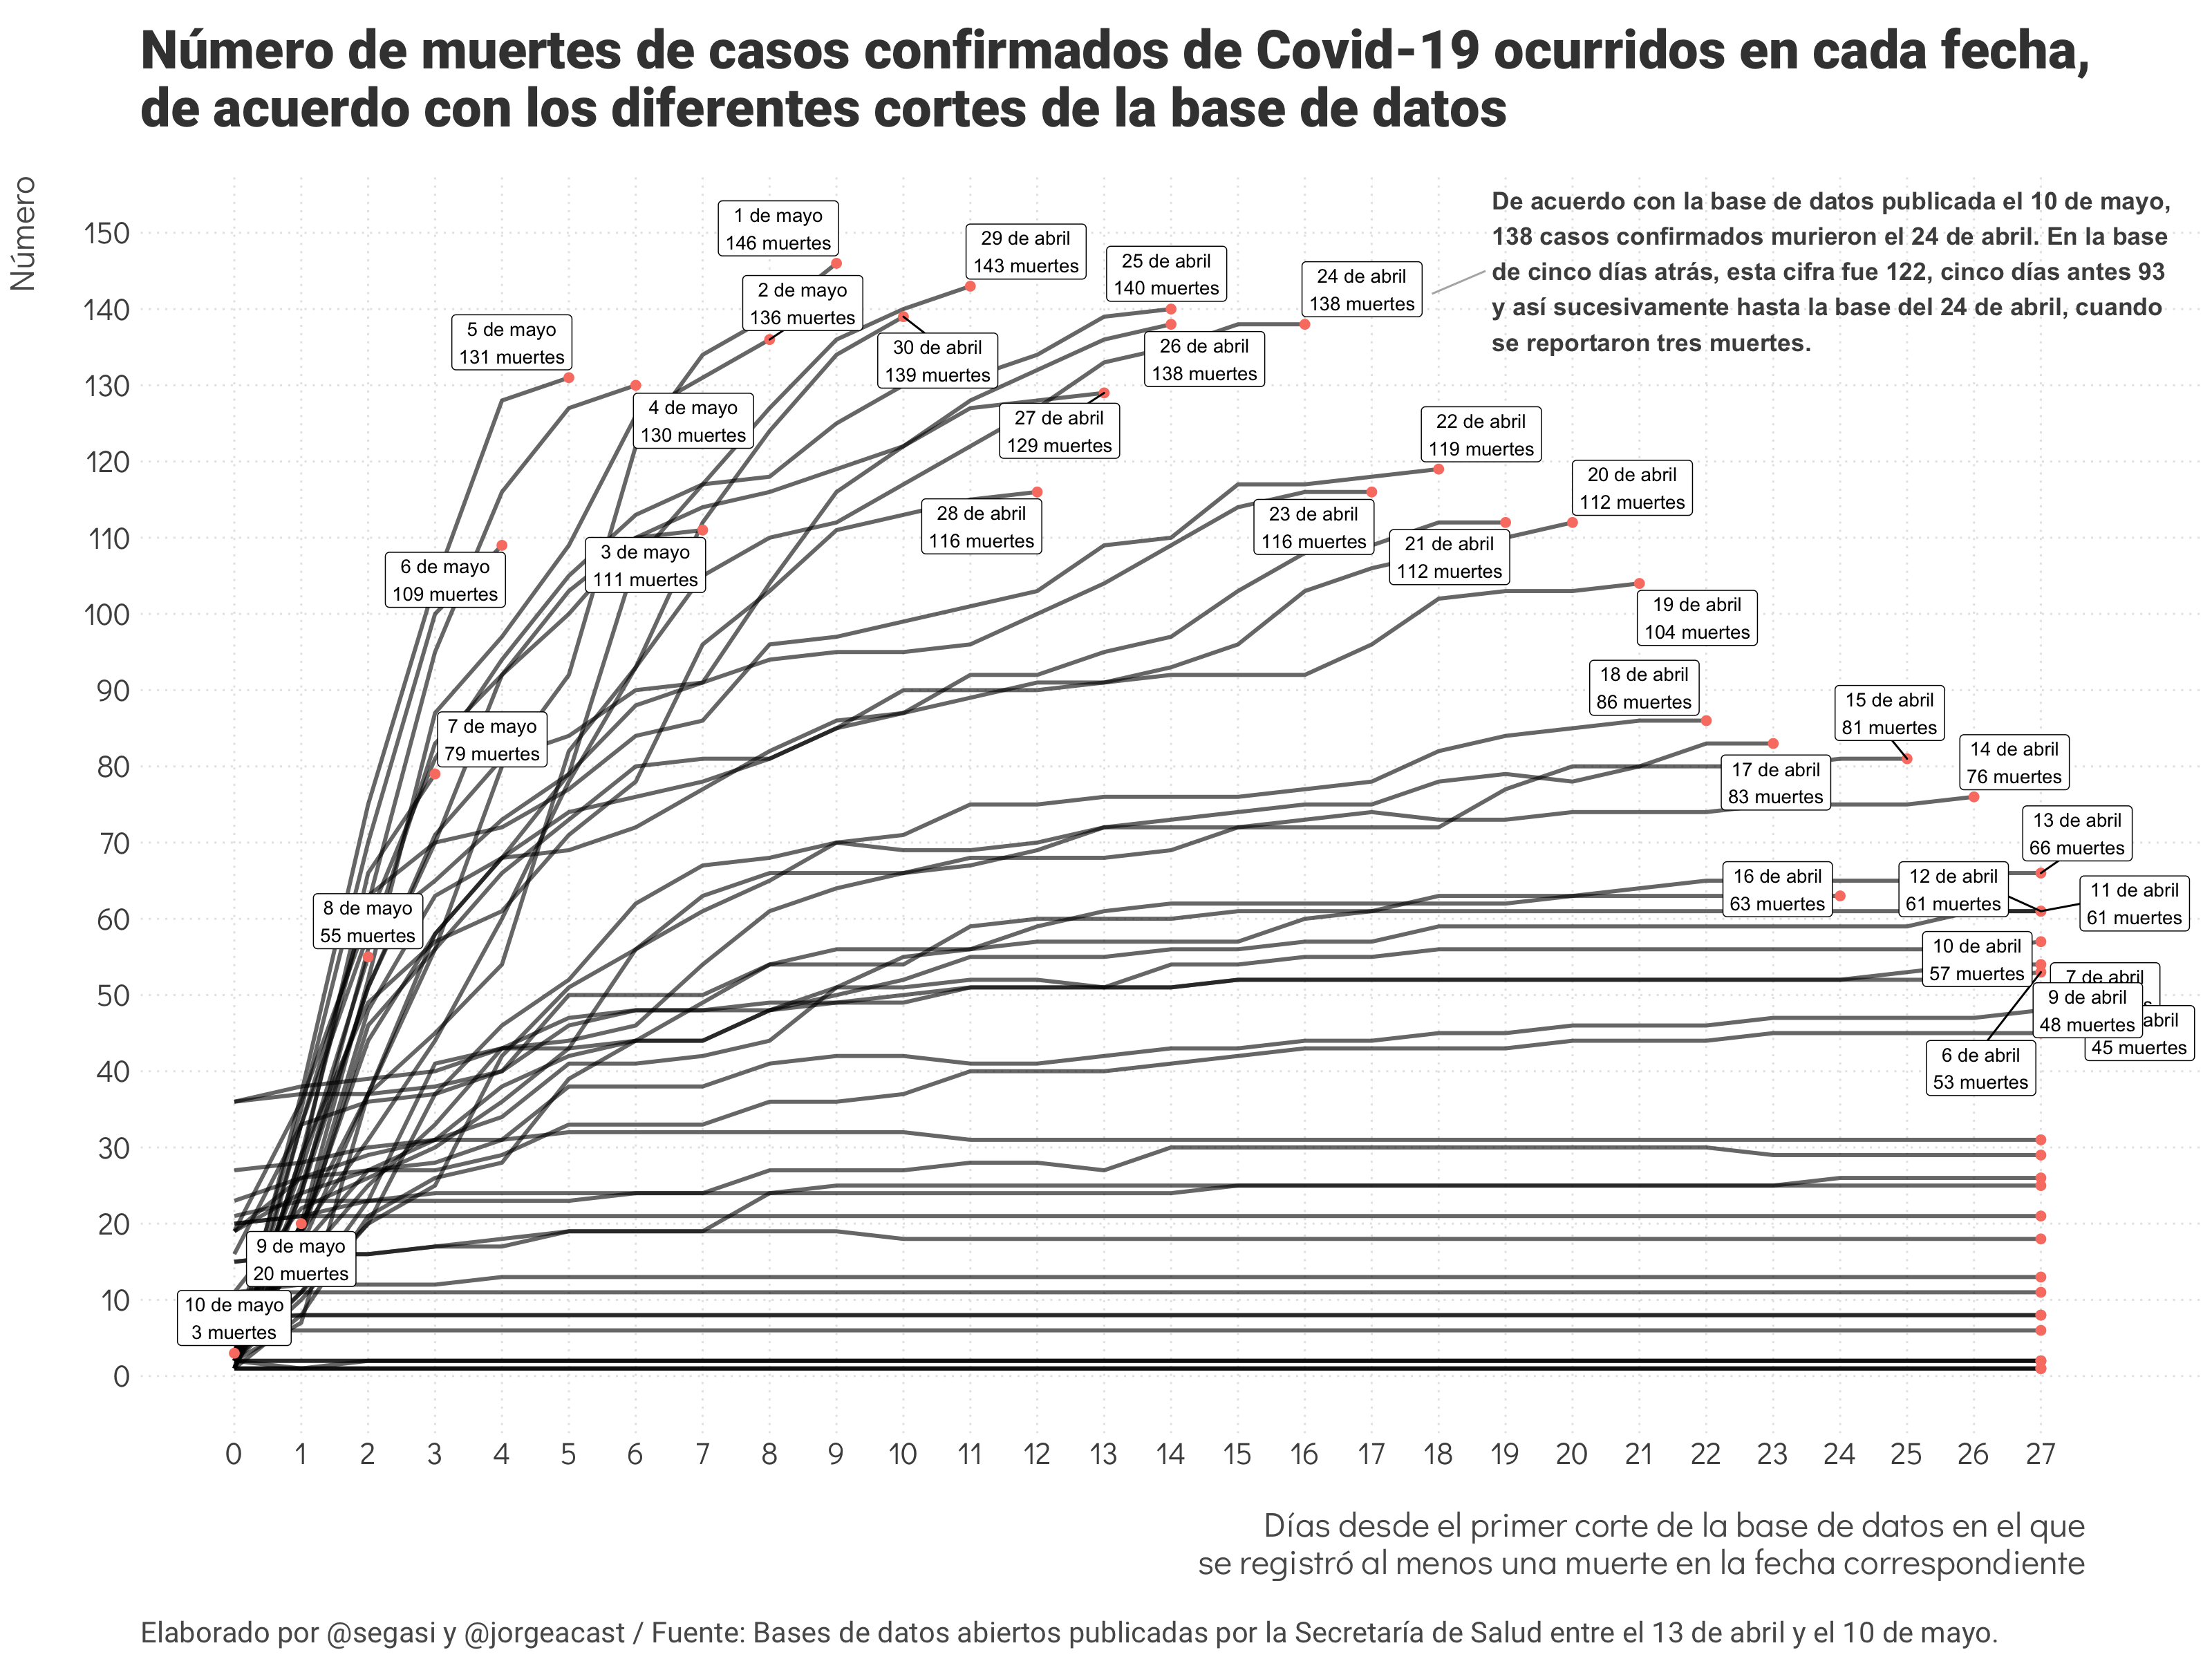 Número de muertes de casos confirmados de Covid-19 ocurridos en cada fecha,
de acuerdo con los diferentes cortes de la base de datos
Número
150
140
130
120
110
100
90
80
70
60
50
40
30
20
10
0
De acuerdo con la base de datos publicada el 10 de mayo,
138 casos confirmados murieron el 24 de abril. En la base
de cinco días atrás, esta cifra fue 122, cinco días antes 93
y así sucesivamente hasta la base del 24 de abril, cuando
se reportaron tres muertes.
1 de mayo
146 muertes
29 de abril
143 muertes
25 de abril
140 muertes
24 de abril
138 muertes
2 de mayo
136 muertes
5 de mayo
131 muertes
30 de abril
139 muertes
26 de abril
138 muertes
4 de mayo
130 muertes
27 de abril
129 muertes
22 de abril
119 muertes
20 de abril
112 muertes
28 de abril
116 muertes
23 de abril
116 muertes
21 de abril
112 muertes
3 de mayo
111 muertes
6 de mayo
109 muertes
19 de abril
104 muertes
18 de abril
86 muertes
15 de abril
81 muertes
7 de mayo
79 muertes
14 de abril
76 muertes
17 de abril
83 muertes
13 de abril
66 muertes
16 de abril
63 muertes
12 de abril
61 muertes
11 de abril
61 muertes
8 de mayo
55 muertes
10 de abril
57 muertes
7 de abril
9 de abril
48 muertes
abril
45 muertes
6 de abril
53 muertes
9 de mayo
20 muertes
10 de mayo
3 muertes
0 1 2 3 4 5 6 7 8 9 10 11 12 13 14 15 16 17 18 19 20 21 22 23 24 25 26 27
Días desde el primer corte de la base de datos en el que
se registró al menos una muerte en la fecha correspondiente
Elaborado por @segasi y @jorgeacast / Fuente: Bases de datos abiertos publicadas por la Secretaría de Salud entre el 13 de abril y el 10 de mayo.